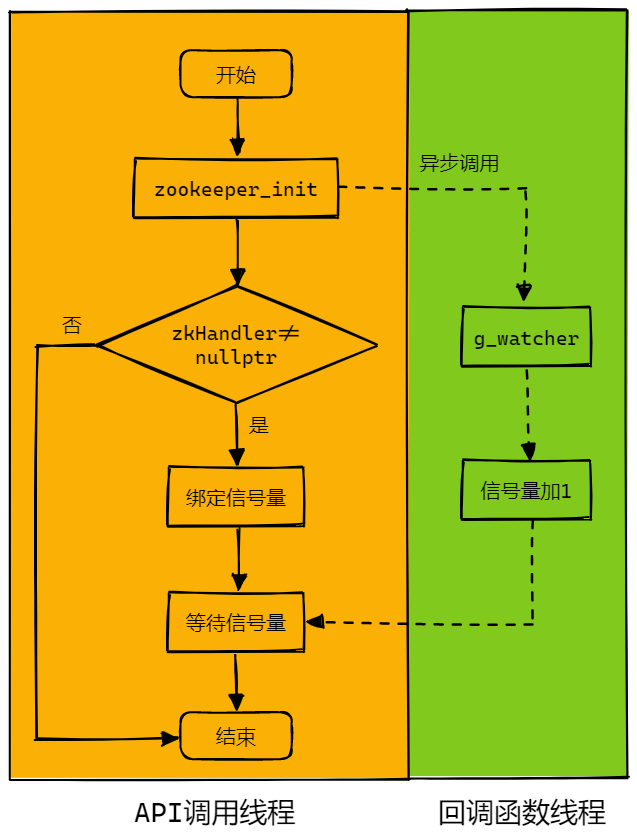 开始
异步调用
zookeeper_init
否
zkHandler≠
nullptr
g_watcher
是
绑定信号量
信号量加1
等待信号量
结束
API调用线程
回调函数线程